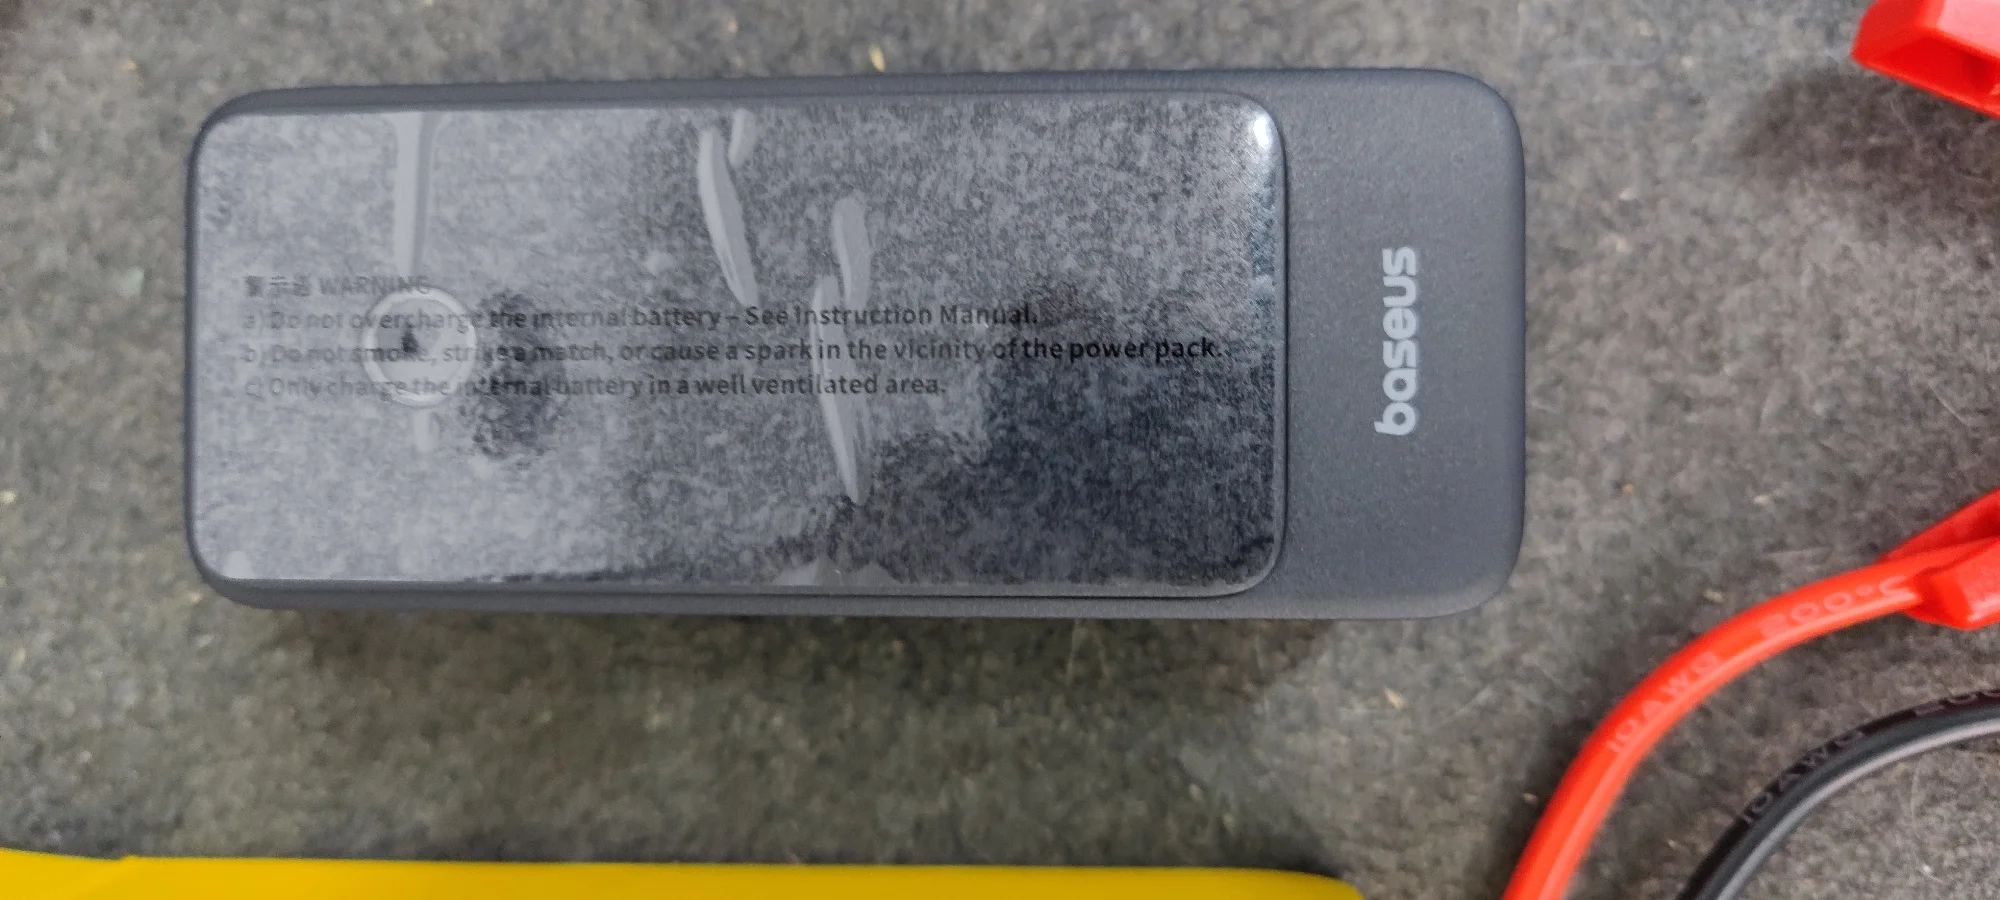 警示语 WARNING
a) Do not overcharge the internal battery – See Instruction Manual.
b) Do not smoke, strike a match, or cause a spark in the vicinity of the power pack.
c) Only charge the internal battery in a well ventilated area.
baseus
10AWG 200°C
10AWG